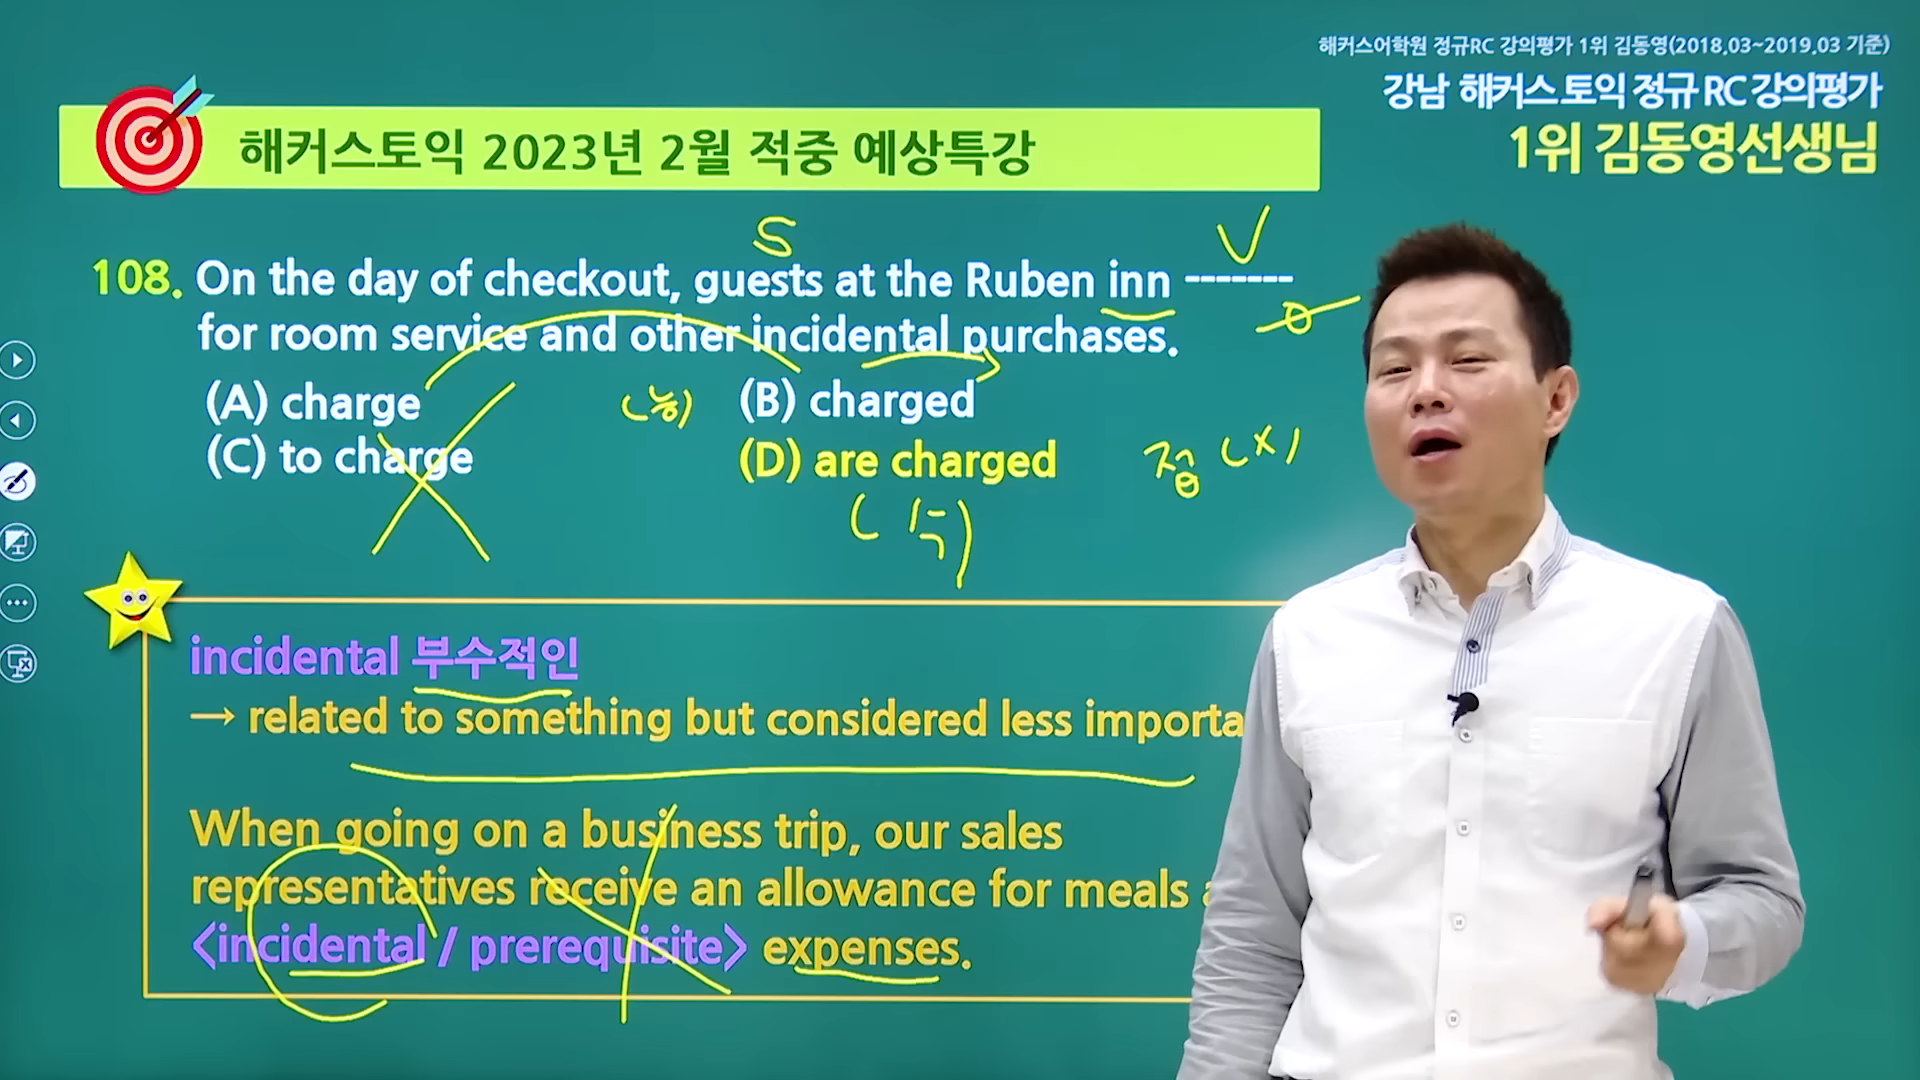 해커스어학원 정규RC 강의평가 1위 김동영(2018.03~2019.03 기준)
강남 해커스 토익 정규 RC 강의평가
1위 김동영선생님
해커스토익 2023년 2월 적중 예상특강
S V
108. On the day of checkout, guests at the Ruben inn -------
for room service and other incidental purchases.
(A) charge (능) (B) charged
(C) to charge (D) are charged 접 (X)
(수)
incidental 부수적인
→ related to something but considered less importa
When going on a business trip, our sales
representatives receive an allowance for meals
<incidental / prerequisite> expenses.